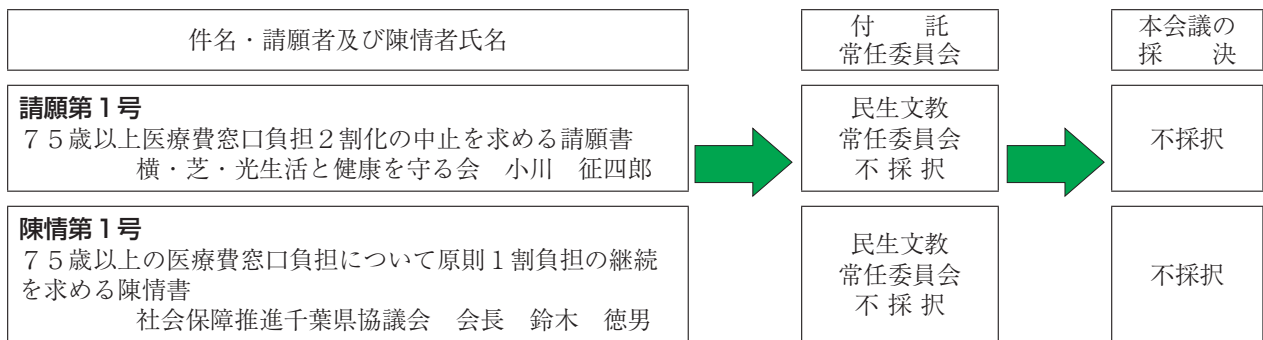 件名・請願者及び陳情者氏名
付　　託
常任委員会
本会議の
採　　決
請願第１号
７５歳以上医療費窓口負担２割化の中止を求める請願書
横・芝・光生活と健康を守る会　小川　征四郎
民生文教
常任委員会
不 採 択
不採択
陳情第１号
７５歳以上の医療費窓口負担について原則１割負担の継続
を求める陳情書
社会保障推進千葉県協議会　会長　鈴木　徳男
民生文教
常任委員会
不 採 択
不採択